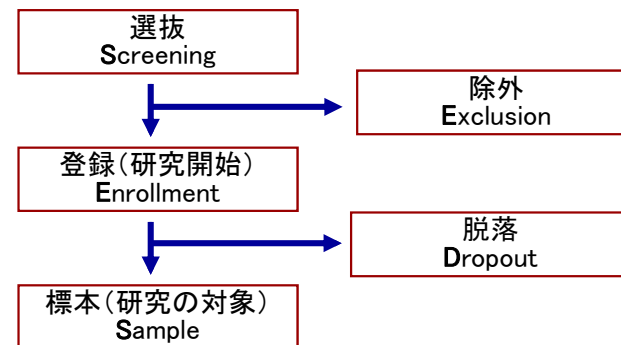 選抜
Screening
除外
Exclusion
登録（研究開始）
Enrollment
脱落
Dropout
標本（研究の対象）
Sample